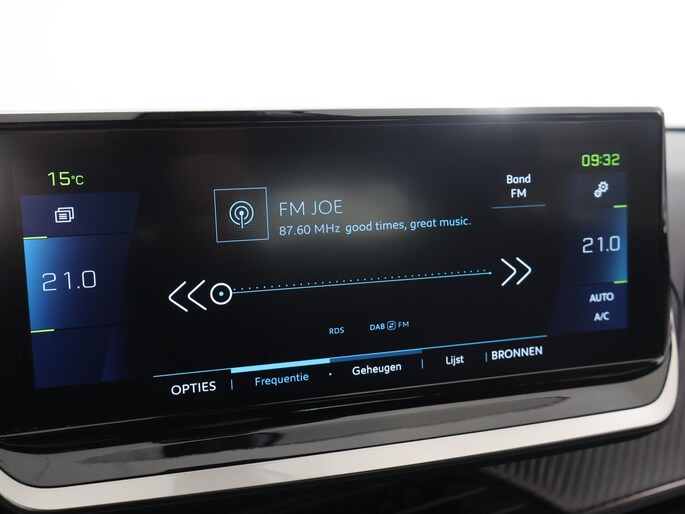 15°C
09:32
Band
FM
FM JOE
87.60 MHz good times, great music.
21.0
21.0
AUTO
A/C
RDS
DAB FM
OPTIES
Frequentie
Geheugen
Lijst
BRONNEN